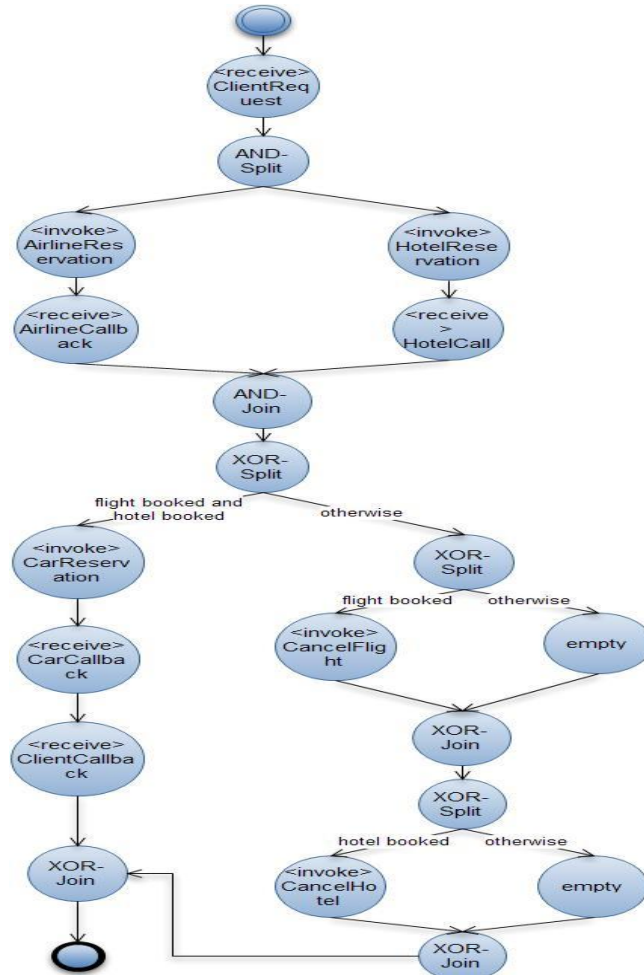 <receive>
ClientReq
uest
AND-
Split
<invoke>
AirlineRes
ervation
<invoke>
HotelRese
rvation
<receive>
AirlineCallb
ack
<receive
>
HotelCall
AND-
Join
XOR-
Split
flight booked and
hotel booked
otherwise
<invoke>
CarReserv
ation
XOR-
Split
flight booked
otherwise
<receive>
CarCallba
ck
<invoke>
CancelFlig
ht
empty
<receive>
ClientCallba
ck
XOR-
Join
XOR-
Split
hotel booked
otherwise
XOR-
Join
<invoke>
CancelHo
tel
empty
XOR-
Join